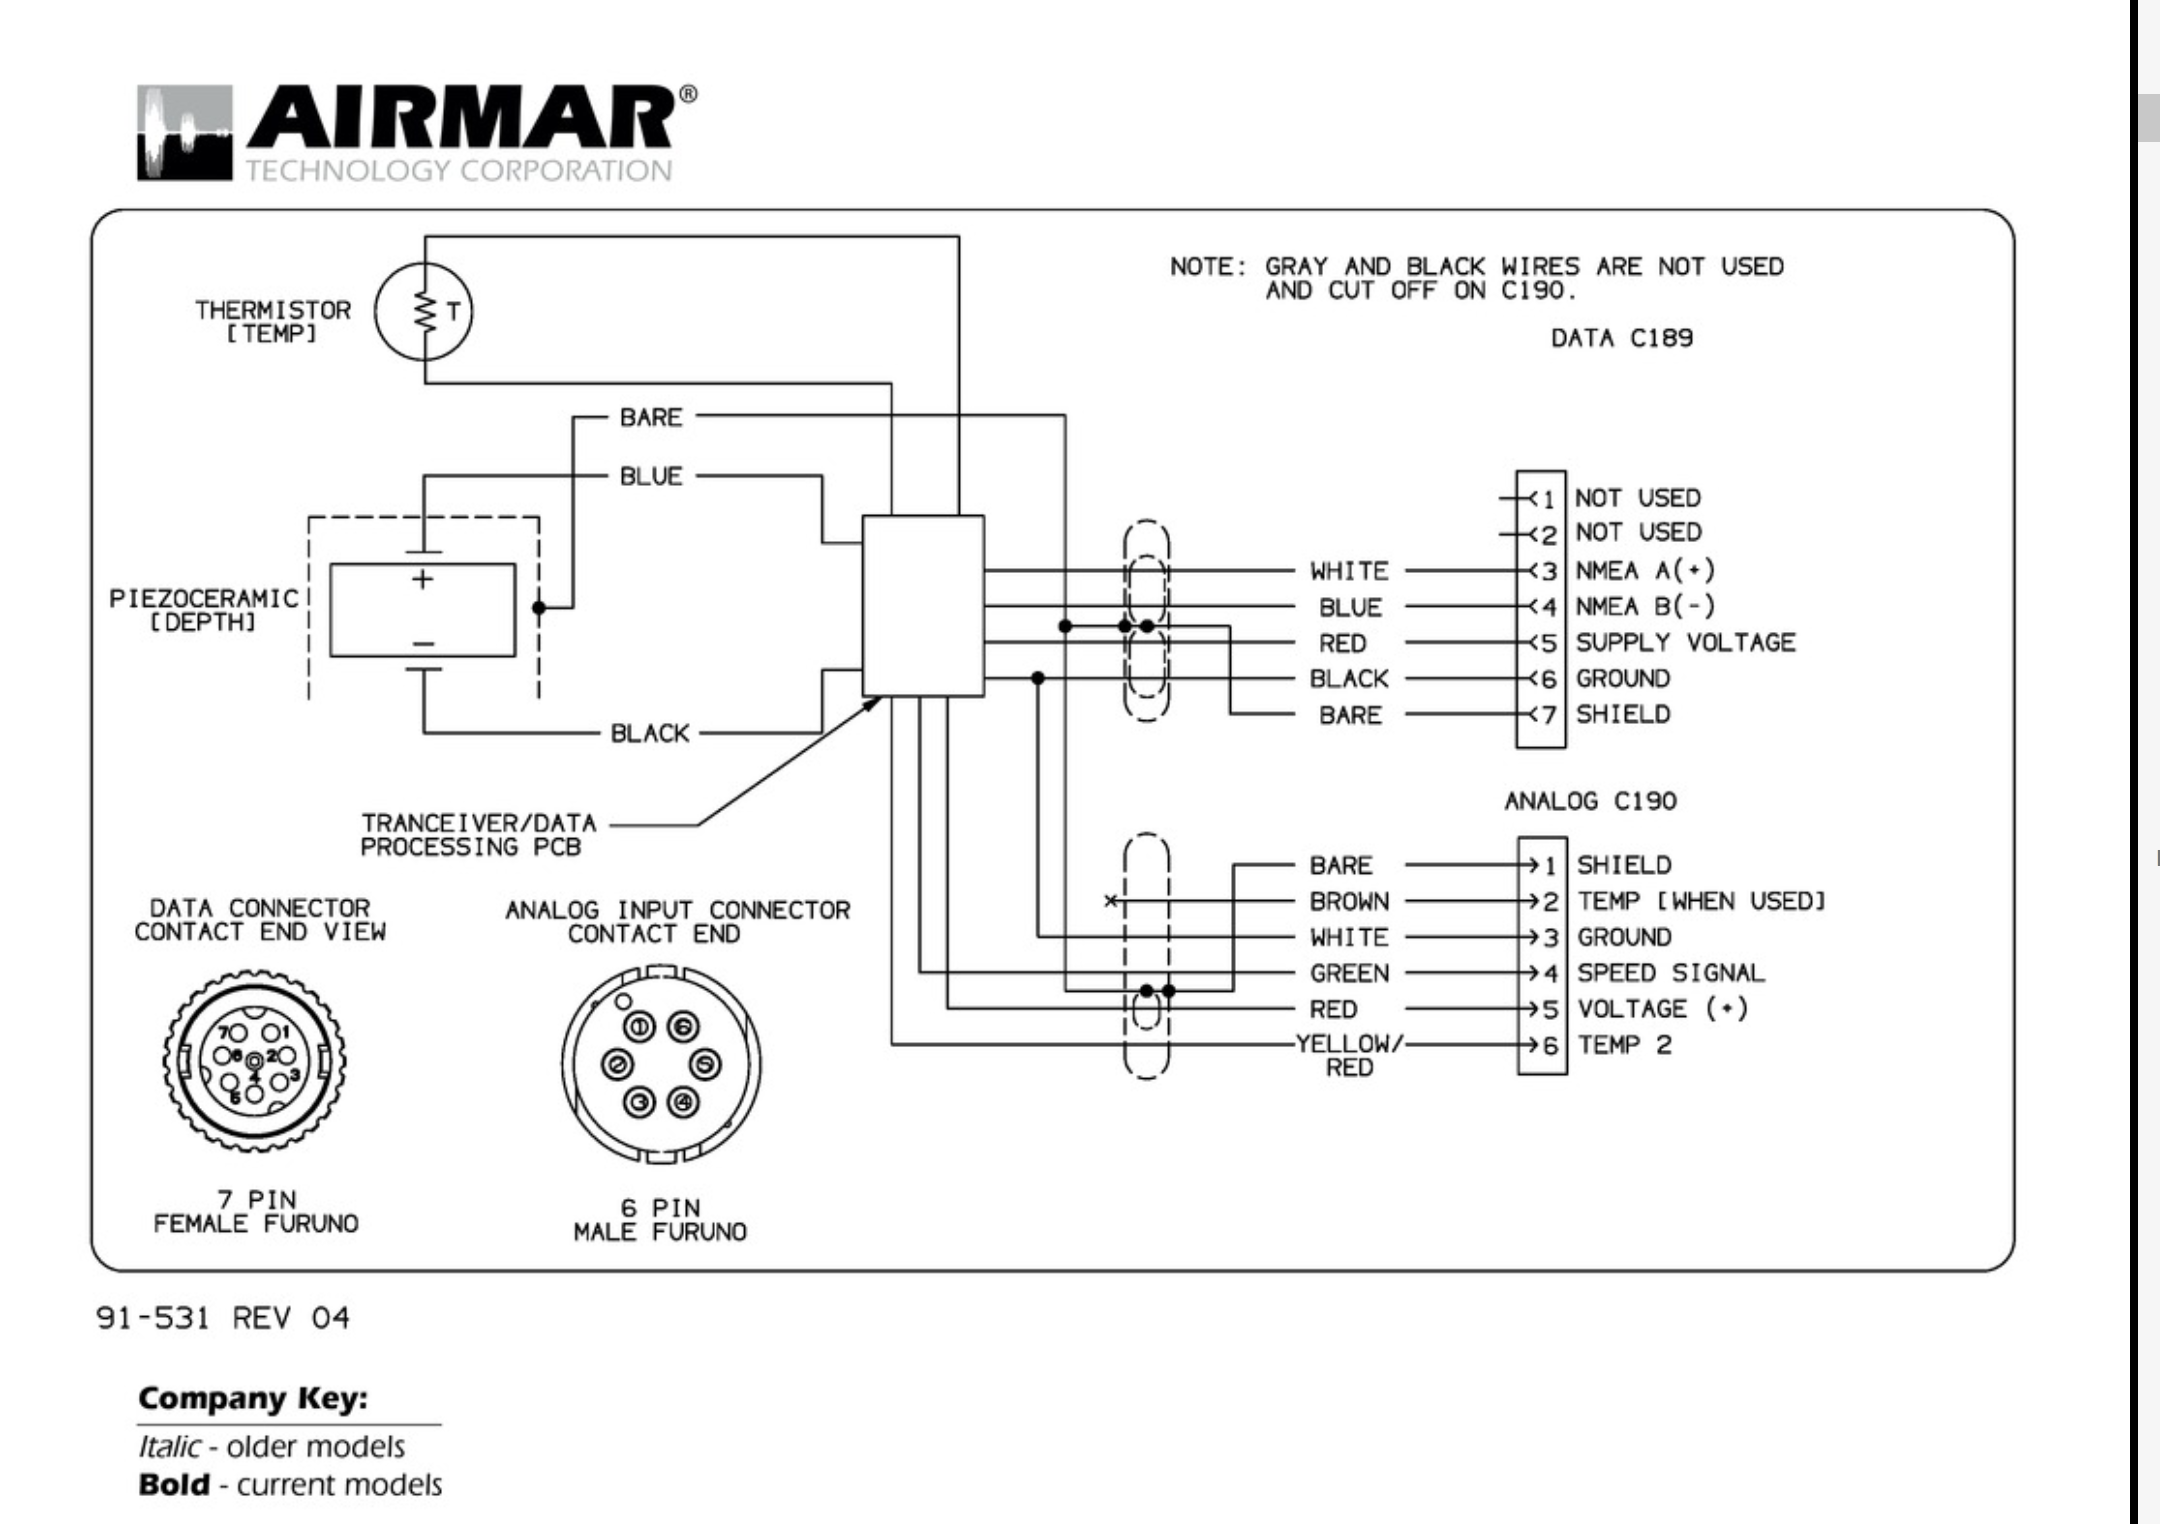 AIRMAR®
TECHNOLOGY CORPORATION
NOTE: GRAY AND BLACK WIRES ARE NOT USED
AND CUT OFF ON C190.
DATA C189
THERMISTOR
[TEMP]
T
BARE
BLUE
PIEZOCERAMIC
[DEPTH]
+
−
BLACK
TRANCEIVER/DATA
PROCESSING PCB
1 NOT USED
2 NOT USED
WHITE 3 NMEA A(+)
BLUE 4 NMEA B(-)
RED 5 SUPPLY VOLTAGE
BLACK 6 GROUND
BARE 7 SHIELD
ANALOG C190
BARE 1 SHIELD
BROWN 2 TEMP [WHEN USED]
WHITE 3 GROUND
GREEN 4 SPEED SIGNAL
RED 5 VOLTAGE (+)
YELLOW/ 6 TEMP 2
RED
DATA CONNECTOR
CONTACT END VIEW
7 1
6 2
4 3
5
7 PIN
FEMALE FURUNO
ANALOG INPUT CONNECTOR
CONTACT END
1 6
2 5
3 4
6 PIN
MALE FURUNO
91-531 REV 04
Company Key:
Italic - older models
Bold - current models